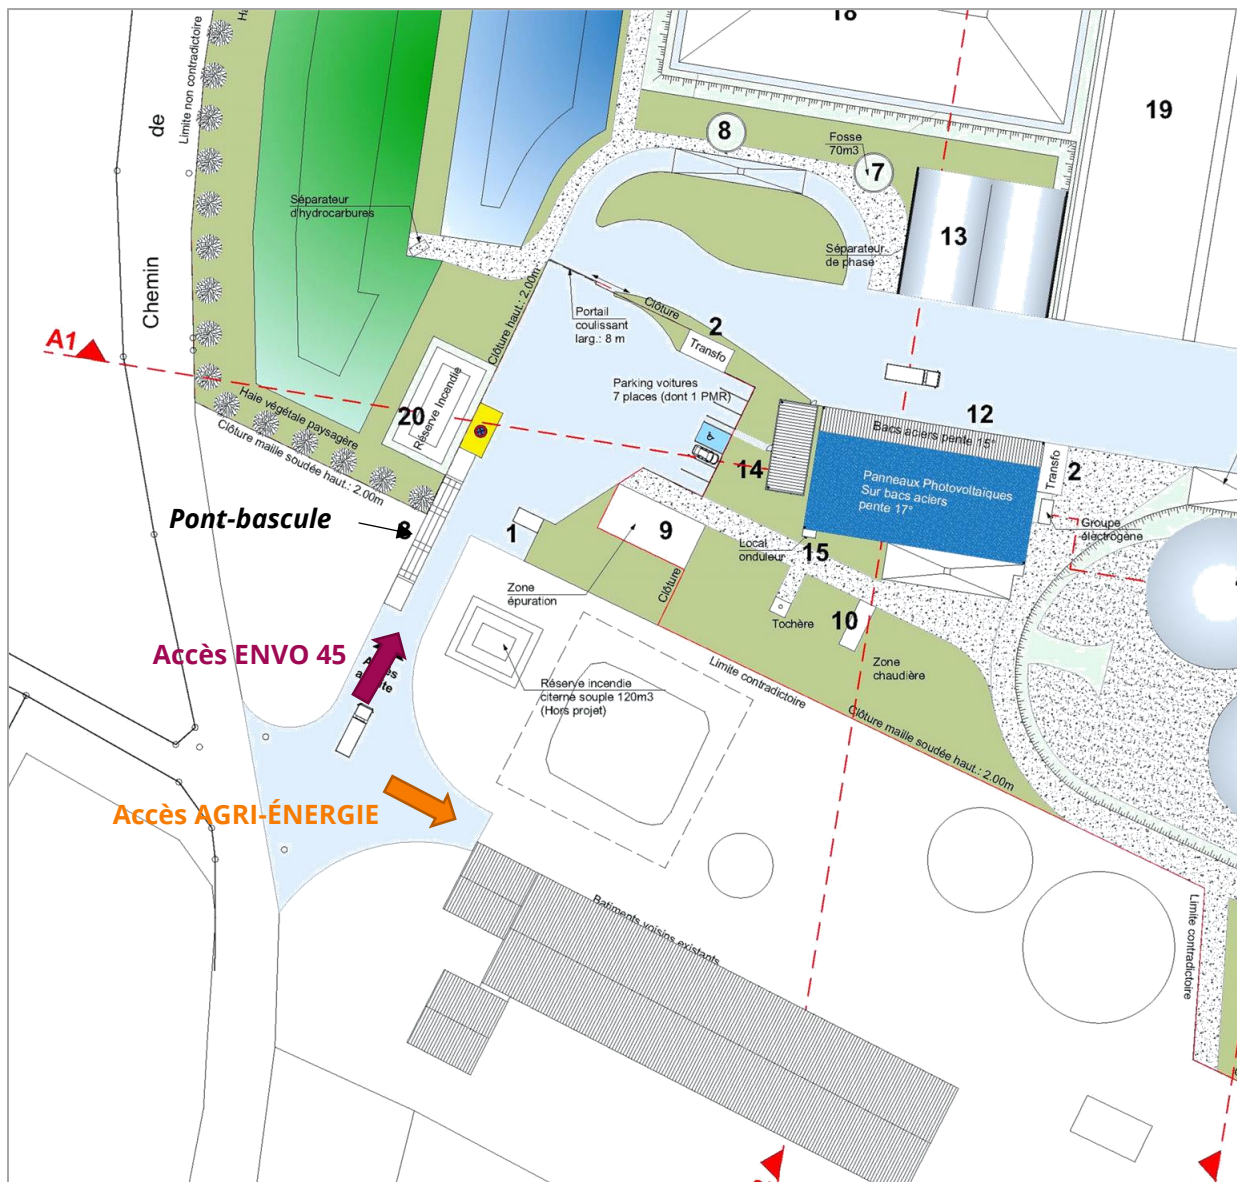 18
19
de
Limite non contradictoire
Chemin
Séparateur
d'hydrocarbures
8
Fosse
70m3
7
13
Séparateur
de phase
Clôture haut.: 2.00m
Portail
coulissant
larg.: 8 m
Clôture
2
Transfo
A1
Parking voitures
7 places (dont 1 PMR)
12
Bacs aciers pente 15°
20
Réserve Incendie
Haie végétale paysagère
Clôture maille soudée haut.: 2.00m
14
Panneaux Photovoltaïques
Sur bacs aciers
pente 17°
Transfo
2
Groupe
électrogène
Pont-bascule
1
9
Local
onduleur
15
Zone
épuration
Clôture
Tochère
10
Zone
chaudière
Accès ENVO 45
Réserve incendie
citerne souple 120m3
(Hors projet)
Limite contradictoire
Clôture maille soudée haut.: 2.00m
Accès AGRI-ÉNERGIE
Batiments voisins existants
Limite contradictoire